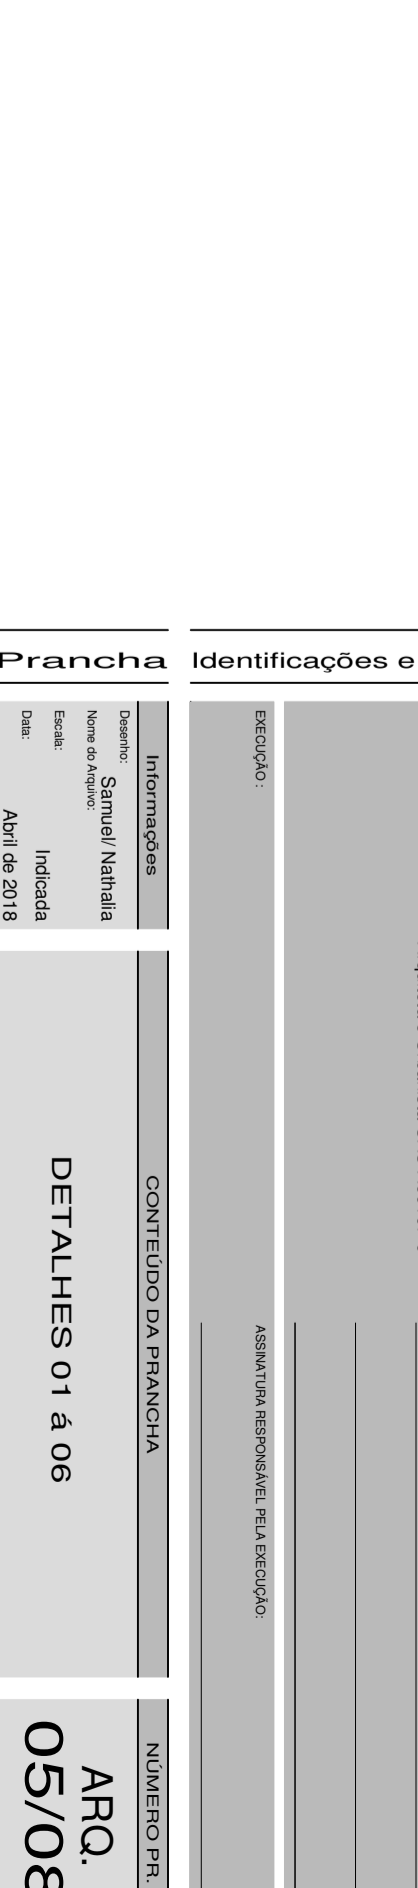 Prancha
Identificações e
Informações
Desenho:
Samuel/ Nathalia
Nome do Arquivo:
Escala:
Indicada
Data:
Abril de 2018
CONTEÚDO DA PRANCHA
DETALHES 01 á 06
NÚMERO PR.
ARQ.
05/08
EXECUÇÃO :
ASSINATURA RESPONSÁVEL PELA EXECUÇÃO: